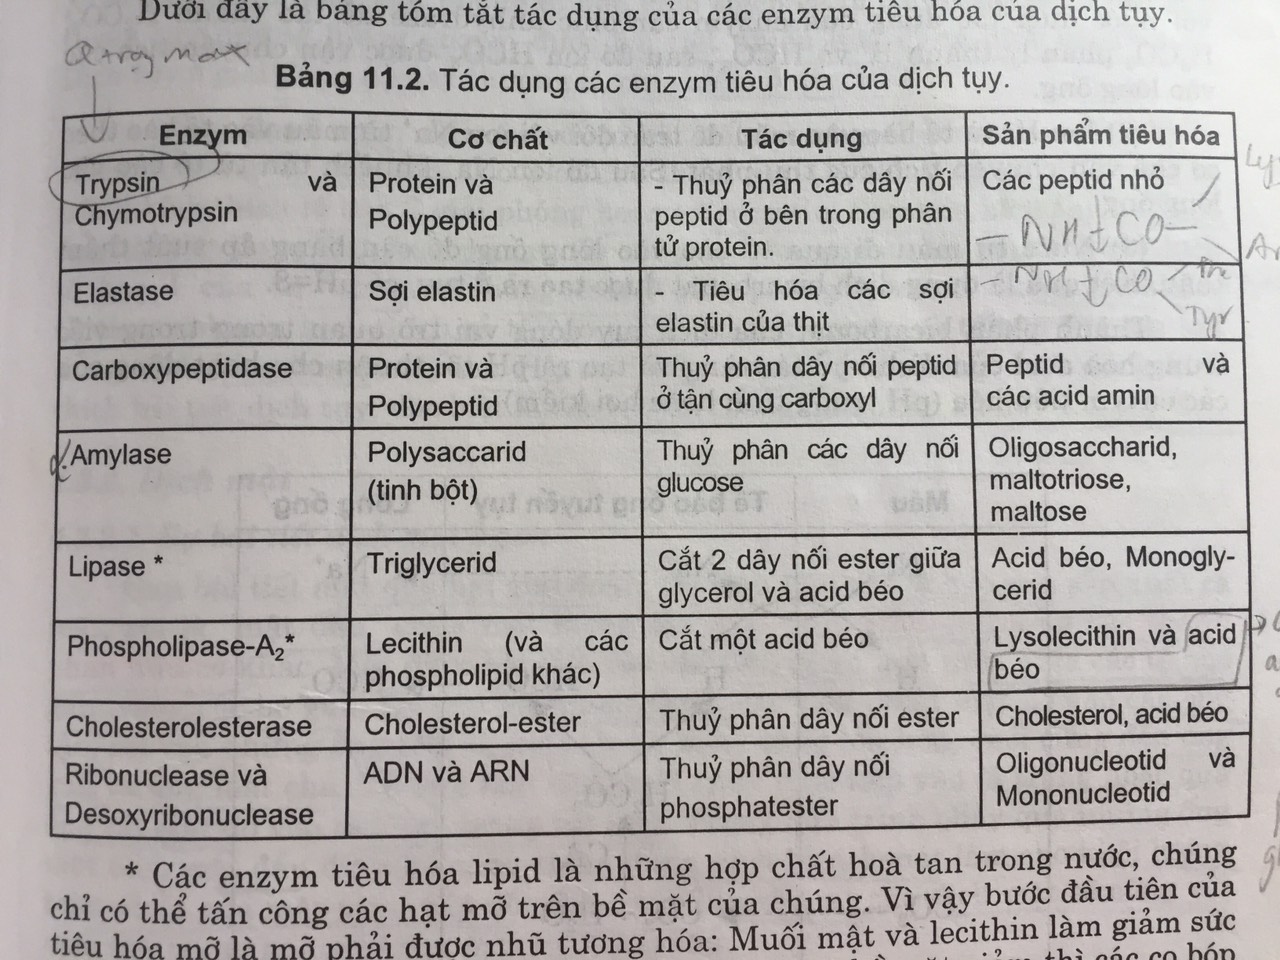 Dưới đây là bảng tóm tắt tác dụng của các enzym tiêu hóa của dịch tụy.
Bảng 11.2. Tác dụng các enzym tiêu hóa của dịch tụy.
Enzym Cơ chất Tác dụng Sản phẩm tiêu hóa
Trypsin và
Chymotrypsin
Protein và
Polypeptid
- Thuỷ phân các dây nối
peptid ở bên trong phân
tử protein.
Các peptid nhỏ
- NH + CO -
- NH + CO
Tyr
Elastase
Sợi elastin
- Tiêu hóa các sợi
elastin của thịt
Carboxypeptidase
Protein và
Polypeptid
Thuỷ phân dây nối peptid
ở tận cùng carboxyl
Peptid và
các acid amin
α Amylase
Polysaccarid
(tinh bột)
Thuỷ phân các dây nối
glucose
Oligosaccharid,
maltotriose,
maltose
Lipase *
Triglycerid
Cắt 2 dây nối ester giữa
glycerol và acid béo
Acid béo, Monogly-
cerid
Phospholipase-A₂*
Lecithin (và các
phospholipid khác)
Cắt một acid béo
Lysolecithin và acid
béo
Cholesterolesterase
Cholesterol-ester
Thuỷ phân dây nối ester
Cholesterol, acid béo
Ribonuclease và
Desoxyribonuclease
ADN và ARN
Thuỷ phân dây nối
phosphatester
Oligonucleotid và
Mononucleotid
* Các enzym tiêu hóa lipid là những hợp chất hoà tan trong nước, chúng
chỉ có thể tấn công các hạt mỡ trên bề mặt của chúng. Vì vậy bước đầu tiên của
tiêu hóa mỡ là mỡ phải được nhũ tương hóa: Muối mật và lecithin làm giảm sức